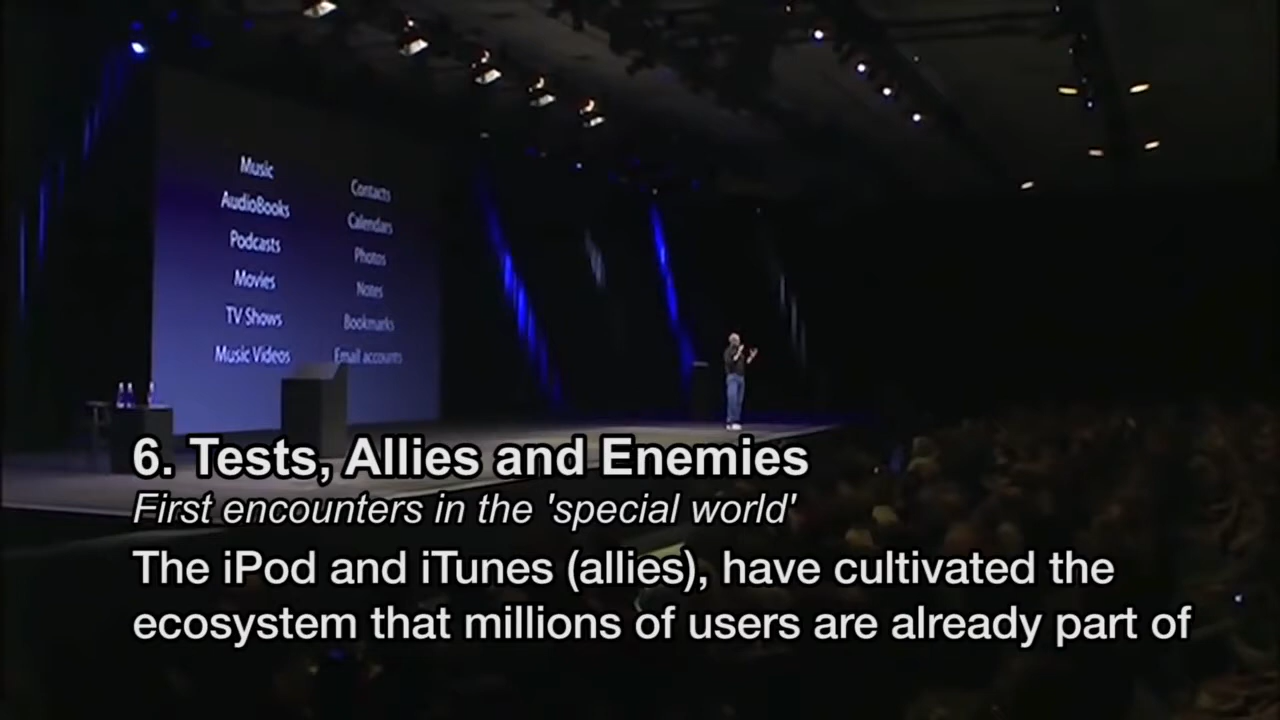 Music
AudioBooks
Podcasts
Movies
TV Shows
Music Videos
Contacts
Calendars
Photos
Notes
Bookmarks
Email accounts
6. Tests, Allies and Enemies
First encounters in the 'special world'
The iPod and iTunes (allies), have cultivated the
ecosystem that millions of users are already part of